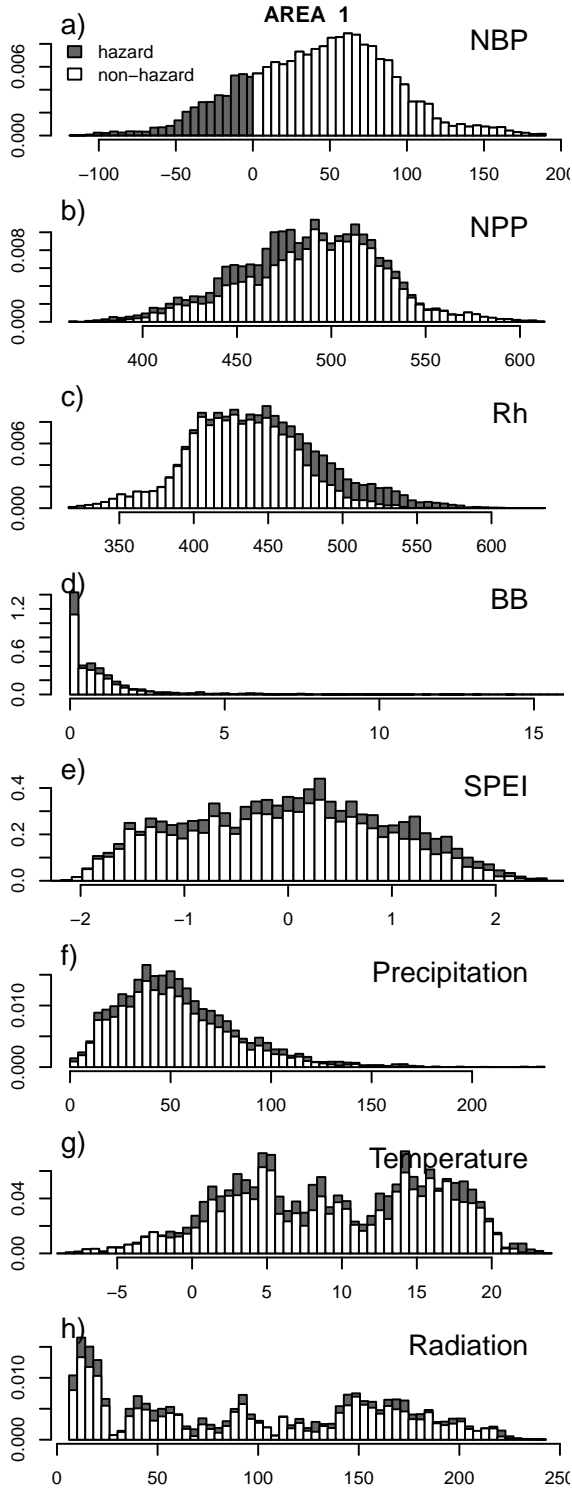 AREA 1
a)
NBP
hazard
non−hazard
0.000 0.006
−100 −50 0 50 100 150 200
b)
NPP
0.000 0.008
400 450 500 550 600
c)
Rh
0.000 0.006
350 400 450 500 550 600
d)
BB
0.0 0.6 1.2
0 5 10 15
e)
SPEI
0.0 0.2 0.4
−2 −1 0 1 2
f)
Precipitation
0.000 0.010
0 50 100 150 200
g)
Temperature
0.00 0.04
−5 0 5 10 15 20
h)
Radiation
0.000 0.010
0 50 100 150 200 250